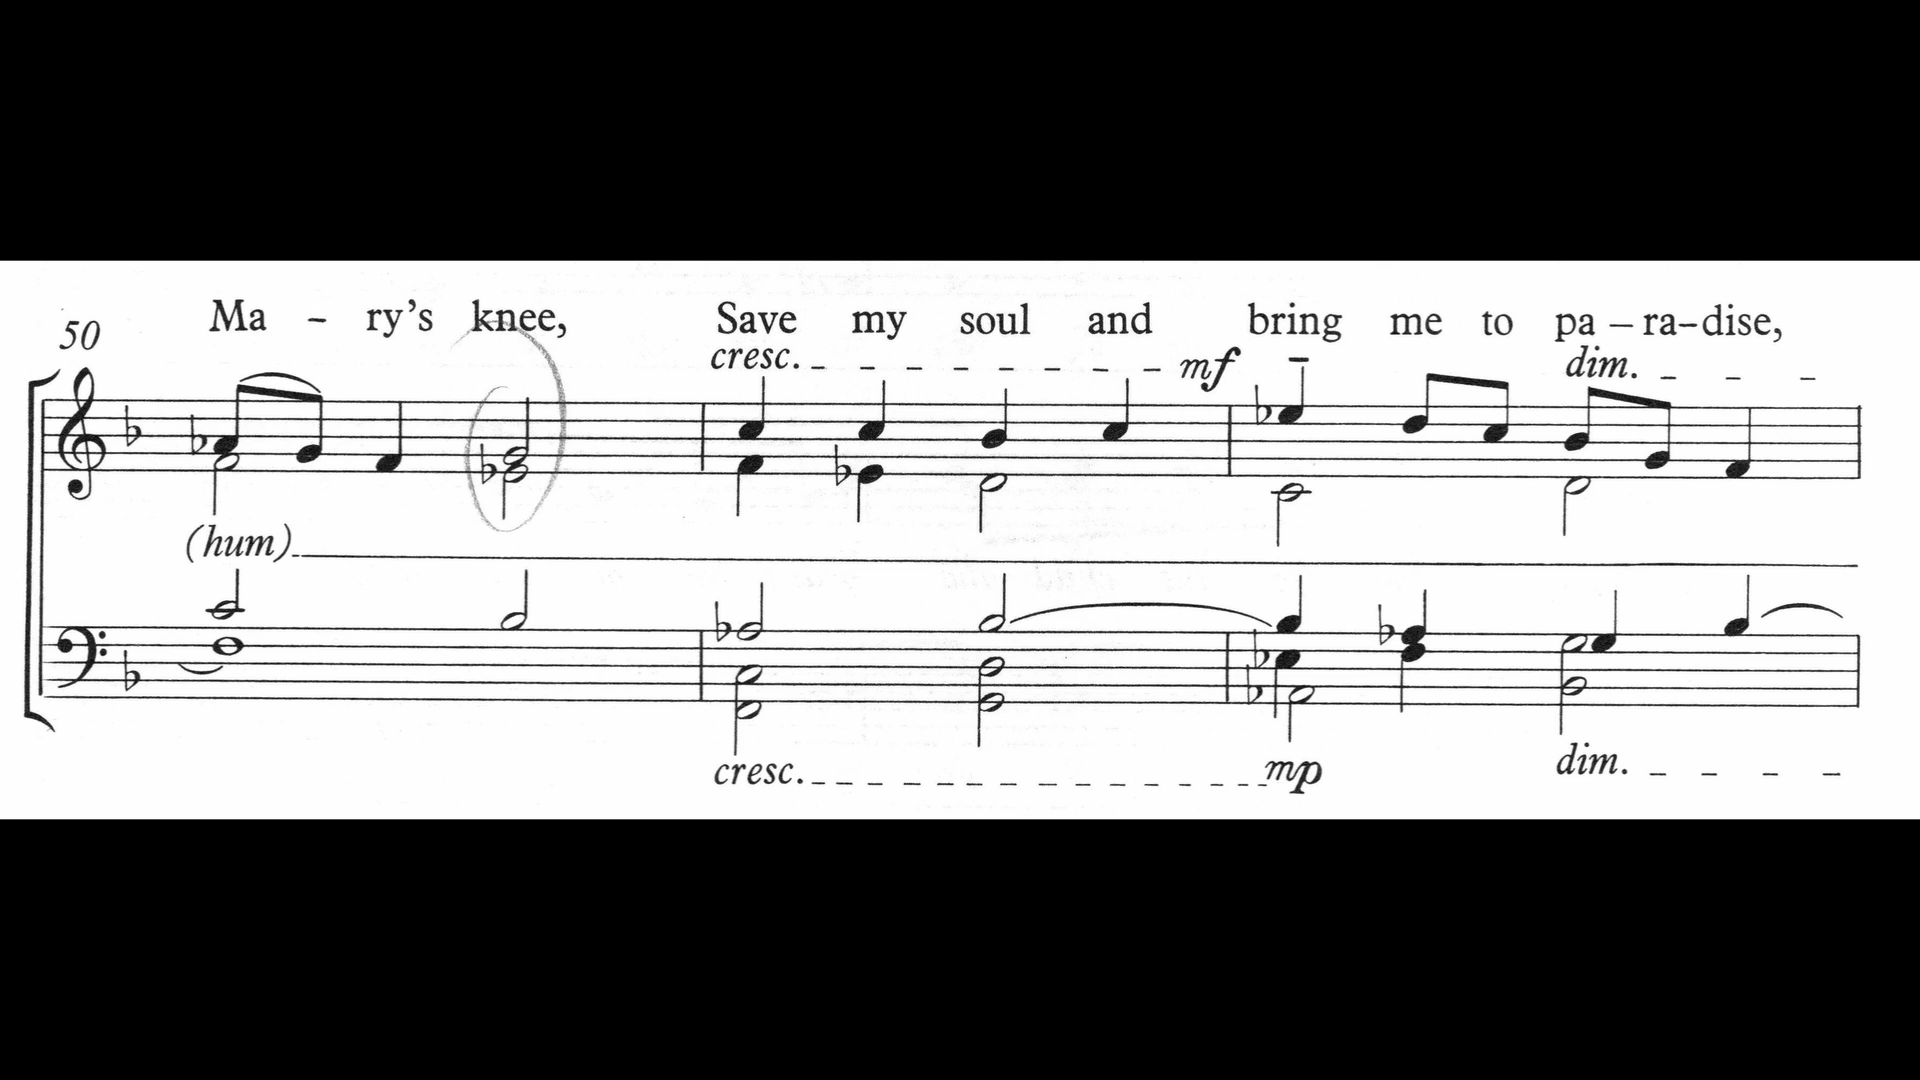 50
Ma – ry’s knee, Save my soul and bring me to pa – ra – dise,
cresc. mf dim.
(hum)
cresc. mp dim.